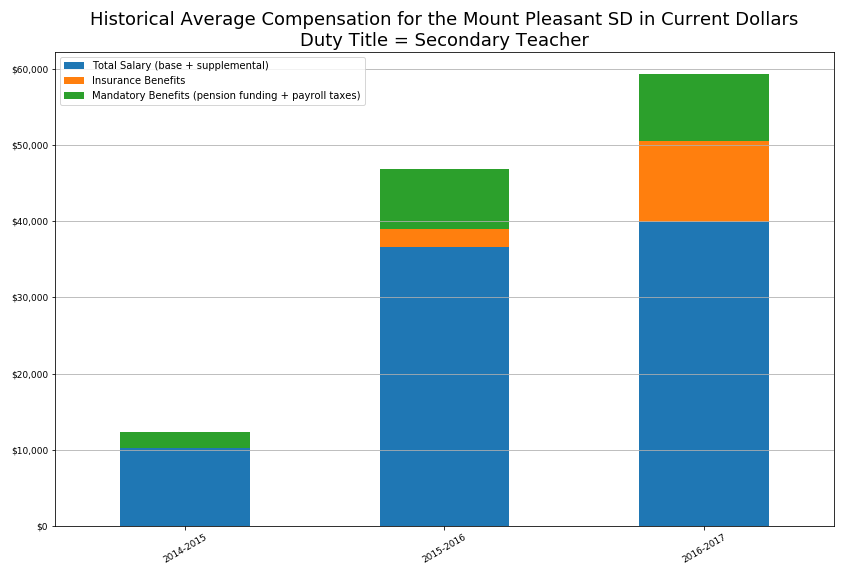 Historical Average Compensation for the Mount Pleasant SD in Current Dollars
Duty Title = Secondary Teacher
Total Salary (base + supplemental)
Insurance Benefits
Mandatory Benefits (pension funding + payroll taxes)
$60,000
$50,000
$40,000
$30,000
$20,000
$10,000
$0
2014-2015
2015-2016
2016-2017